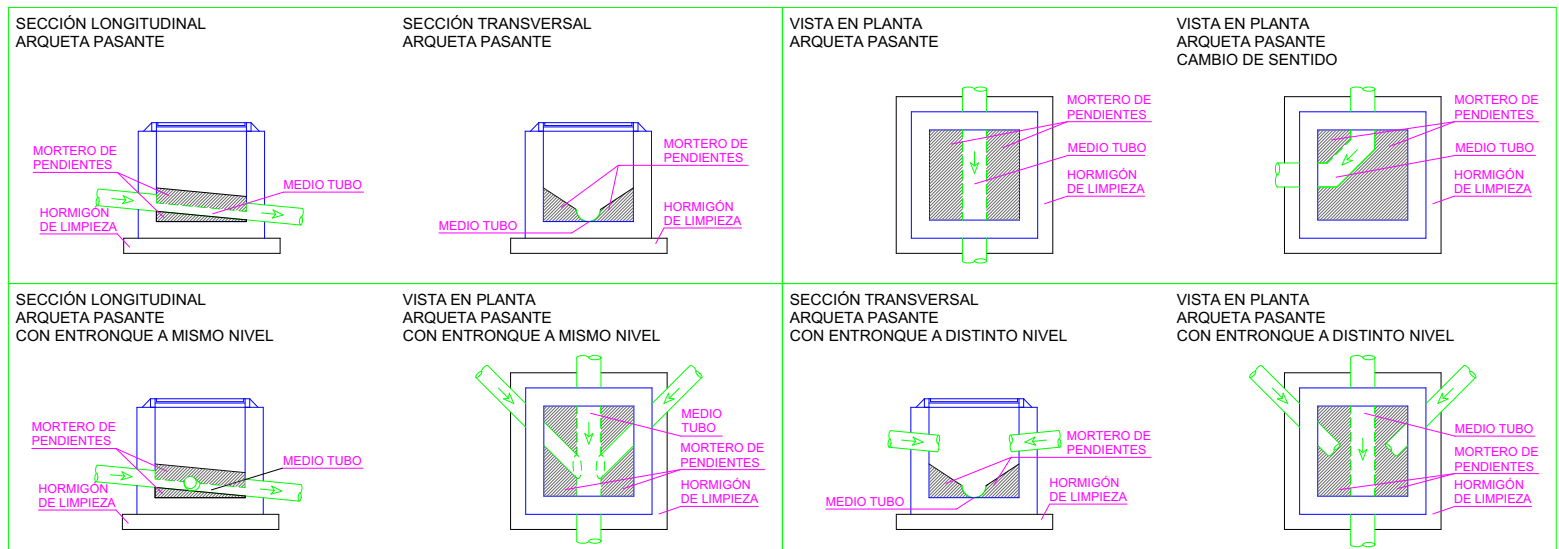 SECCIÓN LONGITUDINAL
ARQUETA PASANTE
MORTERO DE
PENDIENTES
MEDIO TUBO
HORMIGÓN
DE LIMPIEZA
SECCIÓN TRANSVERSAL
ARQUETA PASANTE
MORTERO DE
PENDIENTES
HORMIGÓN
DE LIMPIEZA
MEDIO TUBO
VISTA EN PLANTA
ARQUETA PASANTE
MORTERO DE
PENDIENTES
MEDIO TUBO
HORMIGÓN
DE LIMPIEZA
VISTA EN PLANTA
ARQUETA PASANTE
CAMBIO DE SENTIDO
MORTERO DE
PENDIENTES
MEDIO TUBO
HORMIGÓN
DE LIMPIEZA
SECCIÓN LONGITUDINAL
ARQUETA PASANTE
CON ENTRONQUE A MISMO NIVEL
MORTERO DE
PENDIENTES
MEDIO TUBO
HORMIGÓN
DE LIMPIEZA
VISTA EN PLANTA
ARQUETA PASANTE
CON ENTRONQUE A MISMO NIVEL
MEDIO
TUBO
MORTERO DE
PENDIENTES
HORMIGÓN
DE LIMPIEZA
SECCIÓN TRANSVERSAL
ARQUETA PASANTE
CON ENTRONQUE A DISTINTO NIVEL
MORTERO DE
PENDIENTES
HORMIGÓN
DE LIMPIEZA
MEDIO TUBO
VISTA EN PLANTA
ARQUETA PASANTE
CON ENTRONQUE A DISTINTO NIVEL
MEDIO TUBO
MORTERO DE
PENDIENTES
HORMIGÓN
DE LIMPIEZA